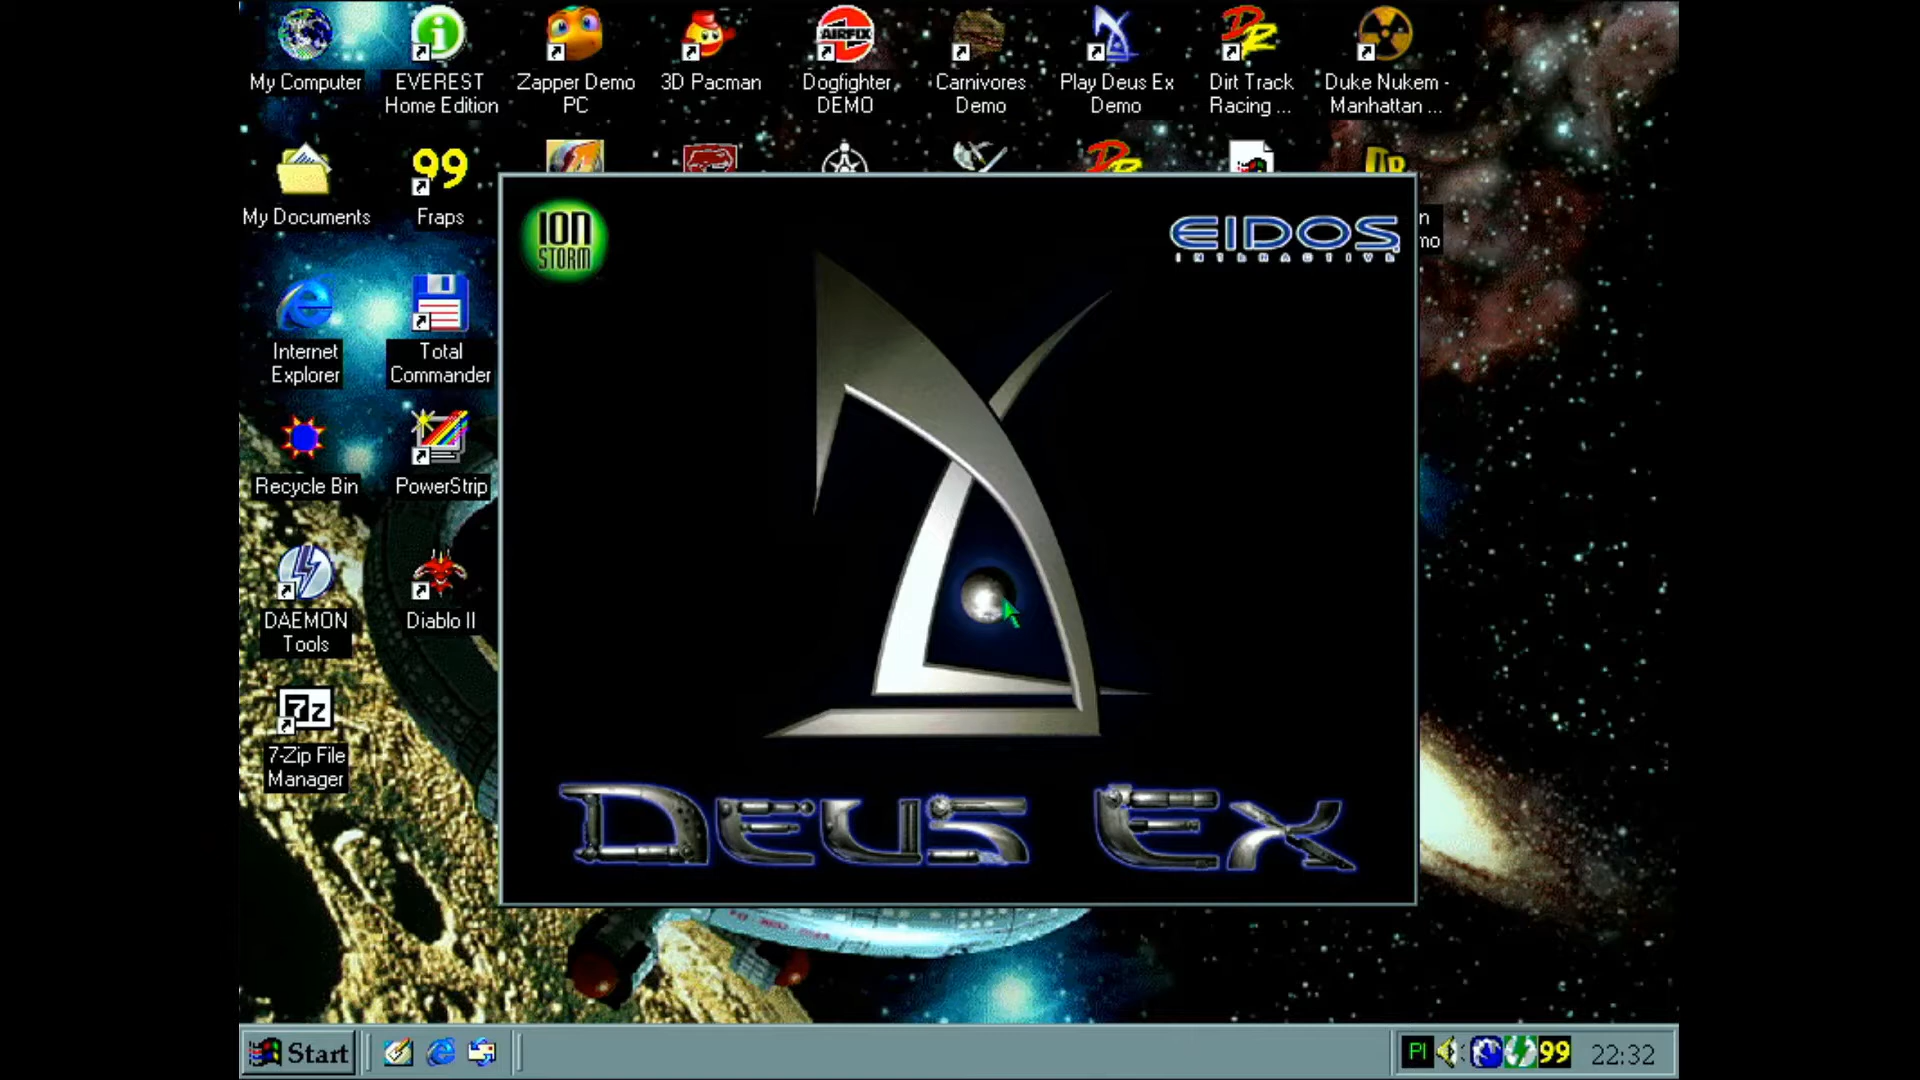 My Computer
EVEREST
Home Edition
Zapper Demo
PC
3D Pacman
AIRFIX
Dogfighter
DEMO
Carnivores
Demo
Play Deus Ex
Demo
Dirt Track
Racing ...
Duke Nukem -
Manhattan ...
My Documents
99
Fraps
n
mo
ION
STORM
EIDOS
INTERACTIVE
Internet
Explorer
Total
Commander
Recycle Bin
PowerStrip
DAEMON
Tools
Diablo II
7z
7-Zip File
Manager
DEUS EX
Start
Pl
99
22:32